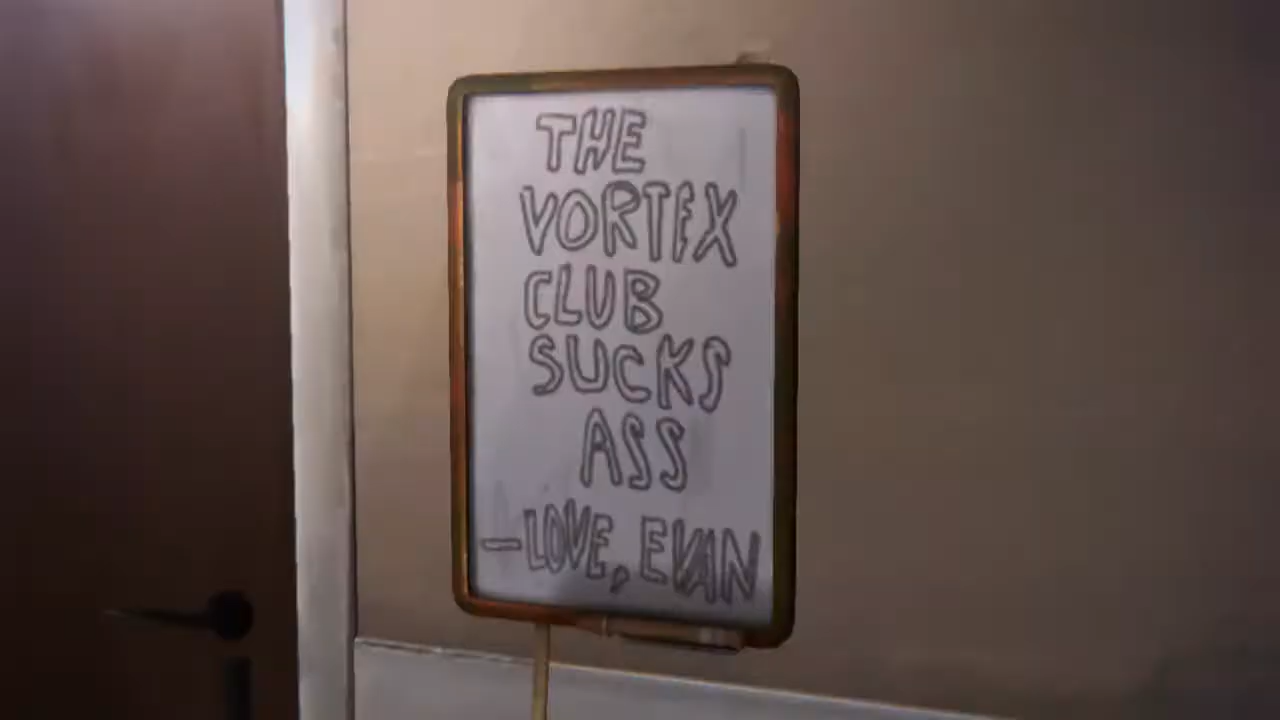 THE
VORTEX
CLUB
SUCKS
ASS
-LOVE, EVAN